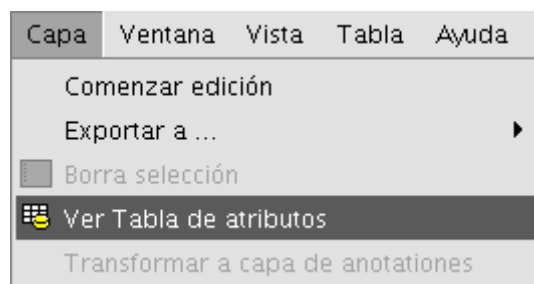 Capa Ventana Vista Tabla Ayuda
Comenzar edición
Exportar a ...
Borra selección
Ver Tabla de atributos
Transformar a capa de anotationes